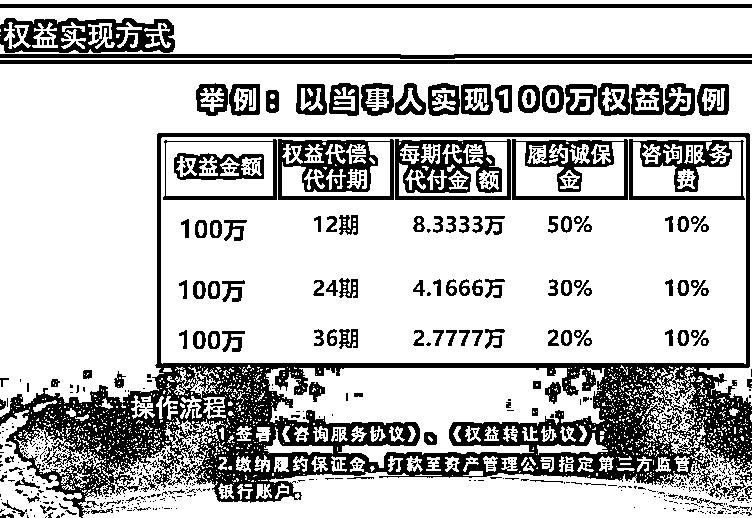 权益实现方式
举例：以当事人实现100万权益为例
权益金额 权益代偿、代付期 每期代偿、代付金 额 履约诚保金 咨询服务费
100万 12期 8.3333万 50% 10%
100万 24期 4.1666万 30% 10%
100万 36期 2.7777万 20% 10%
操作流程：
1.签署《咨询服务协议》、《权益转让协议》；
2.缴纳履约保证金，打款至资产管理公司指定第三方监管
银行账户。